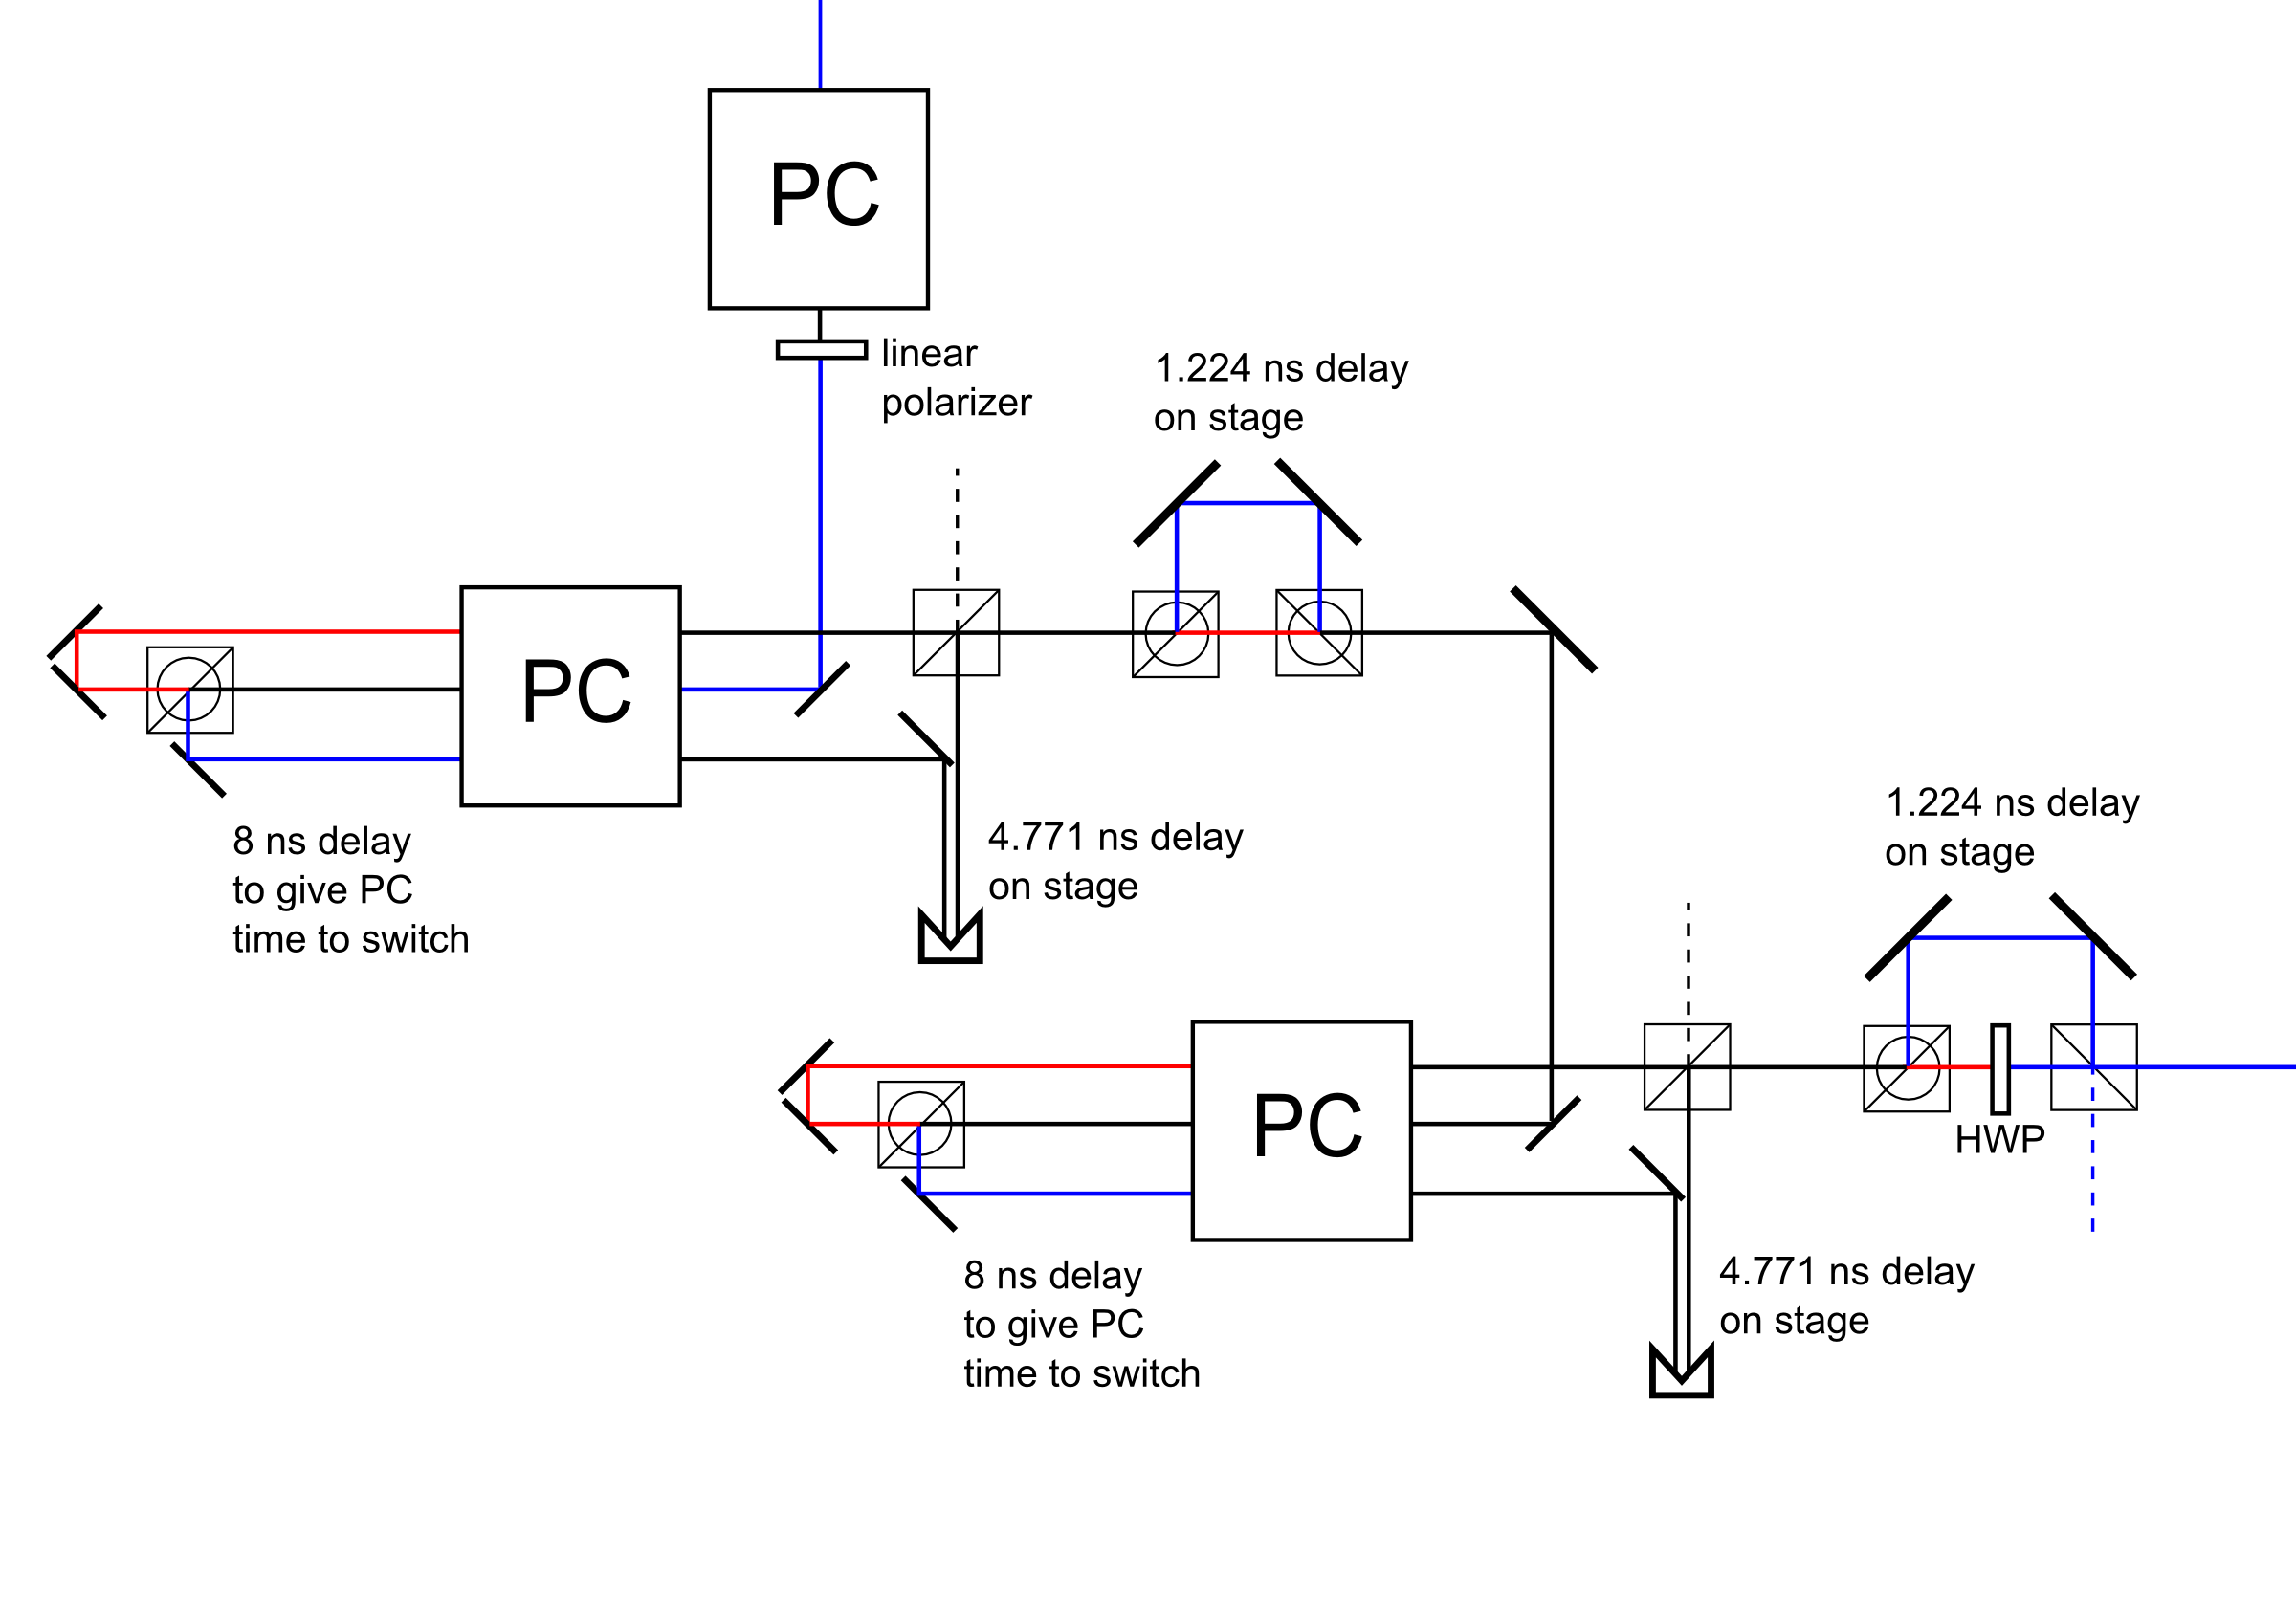 PC
linear
polarizer
1.224 ns delay
on stage
PC
8 ns delay
to give PC
time to switch
4.771 ns delay
on stage
1.224 ns delay
on stage
PC
HWP
8 ns delay
to give PC
time to switch
4.771 ns delay
on stage